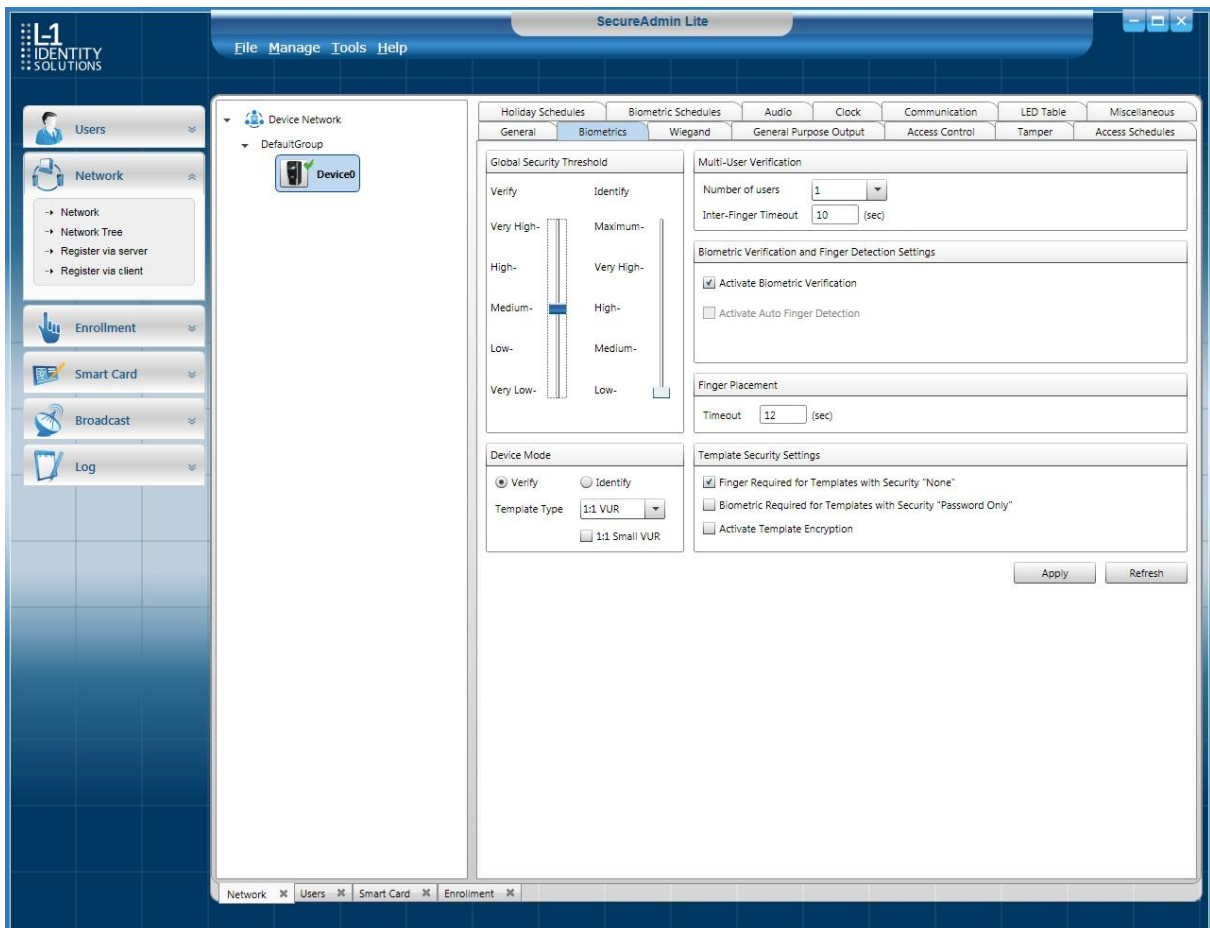 SecureAdmin Lite
L-1
IDENTITY
SOLUTIONS
File Manage Tools Help
Users
Network
Network
Network Tree
Register via server
Register via client
Enrollment
Smart Card
Broadcast
Log
Device Network
DefaultGroup
Device0
Holiday Schedules Biometric Schedules Audio Clock Communication LED Table Miscellaneous
General Biometrics Wiegand General Purpose Output Access Control Tamper Access Schedules
Global Security Threshold
Verify Identify
Very High- Maximum-
High- Very High-
Medium- High-
Low- Medium-
Very Low- Low-
Device Mode
Verify Identify
Template Type 1:1 VUR
1:1 Small VUR
Multi-User Verification
Number of users 1
Inter-Finger Timeout 10 (sec)
Biometric Verification and Finger Detection Settings
Activate Biometric Verification
Activate Auto Finger Detection
Finger Placement
Timeout 12 (sec)
Template Security Settings
Finger Required for Templates with Security "None"
Biometric Required for Templates with Security "Password Only"
Activate Template Encryption
Apply Refresh
Network Users Smart Card Enrollment